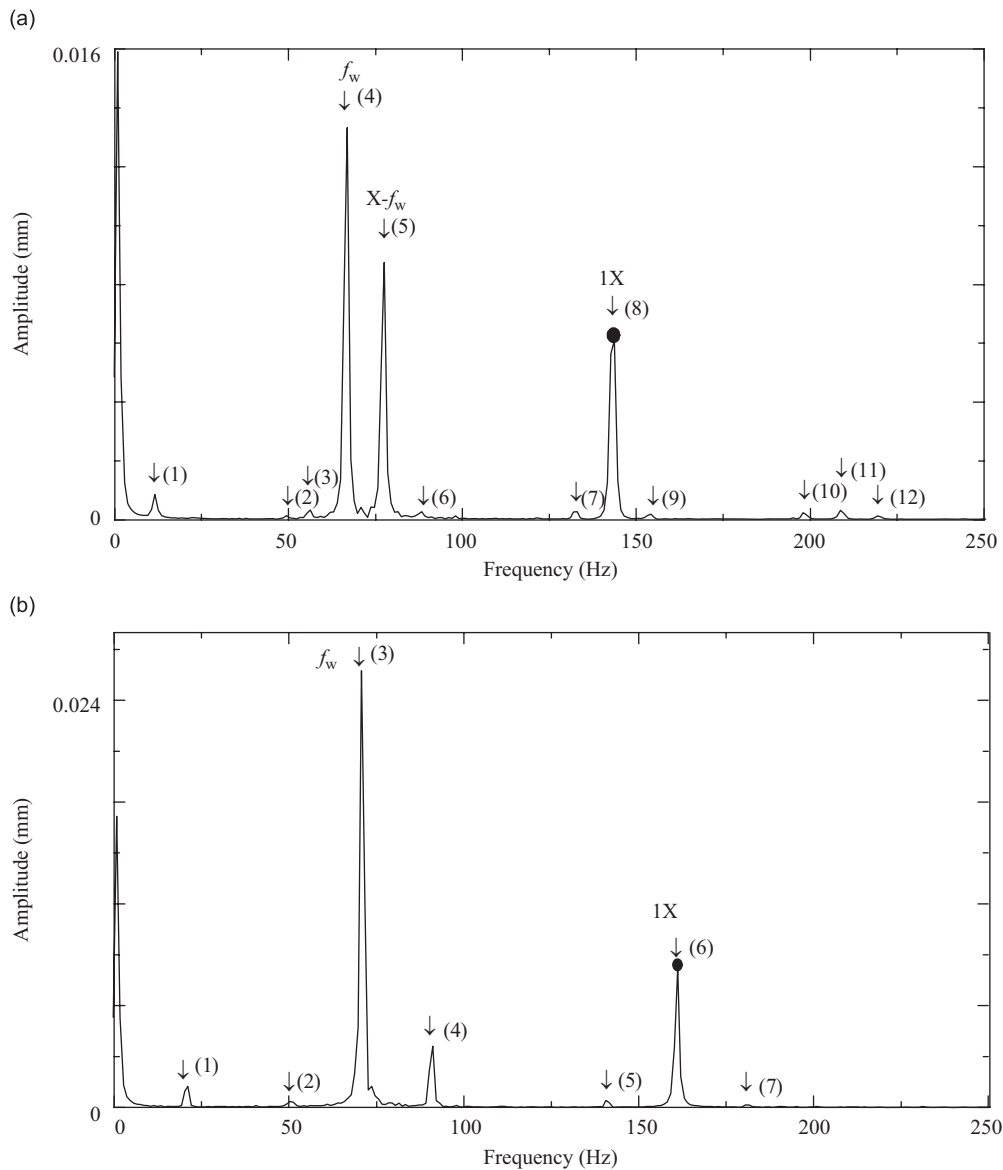 (a)
0.016
f_w
↓ (4)
X-f_w
↓(5)
1X
↓ (8)
Amplitude (mm)
↓(1)
↓(2)
↓(3)
↓(6)
↓(7)
↓(9)
↓(10)
↓(11)
↓(12)
0
0 50 100 150 200 250
Frequency (Hz)
(b)
f_w ↓ (3)
0.024
1X
↓ (6)
Amplitude (mm)
↓(1)
↓(2)
↓ (4)
↓(5)
↓(7)
0
0 50 100 150 200 250
Frequency (Hz)